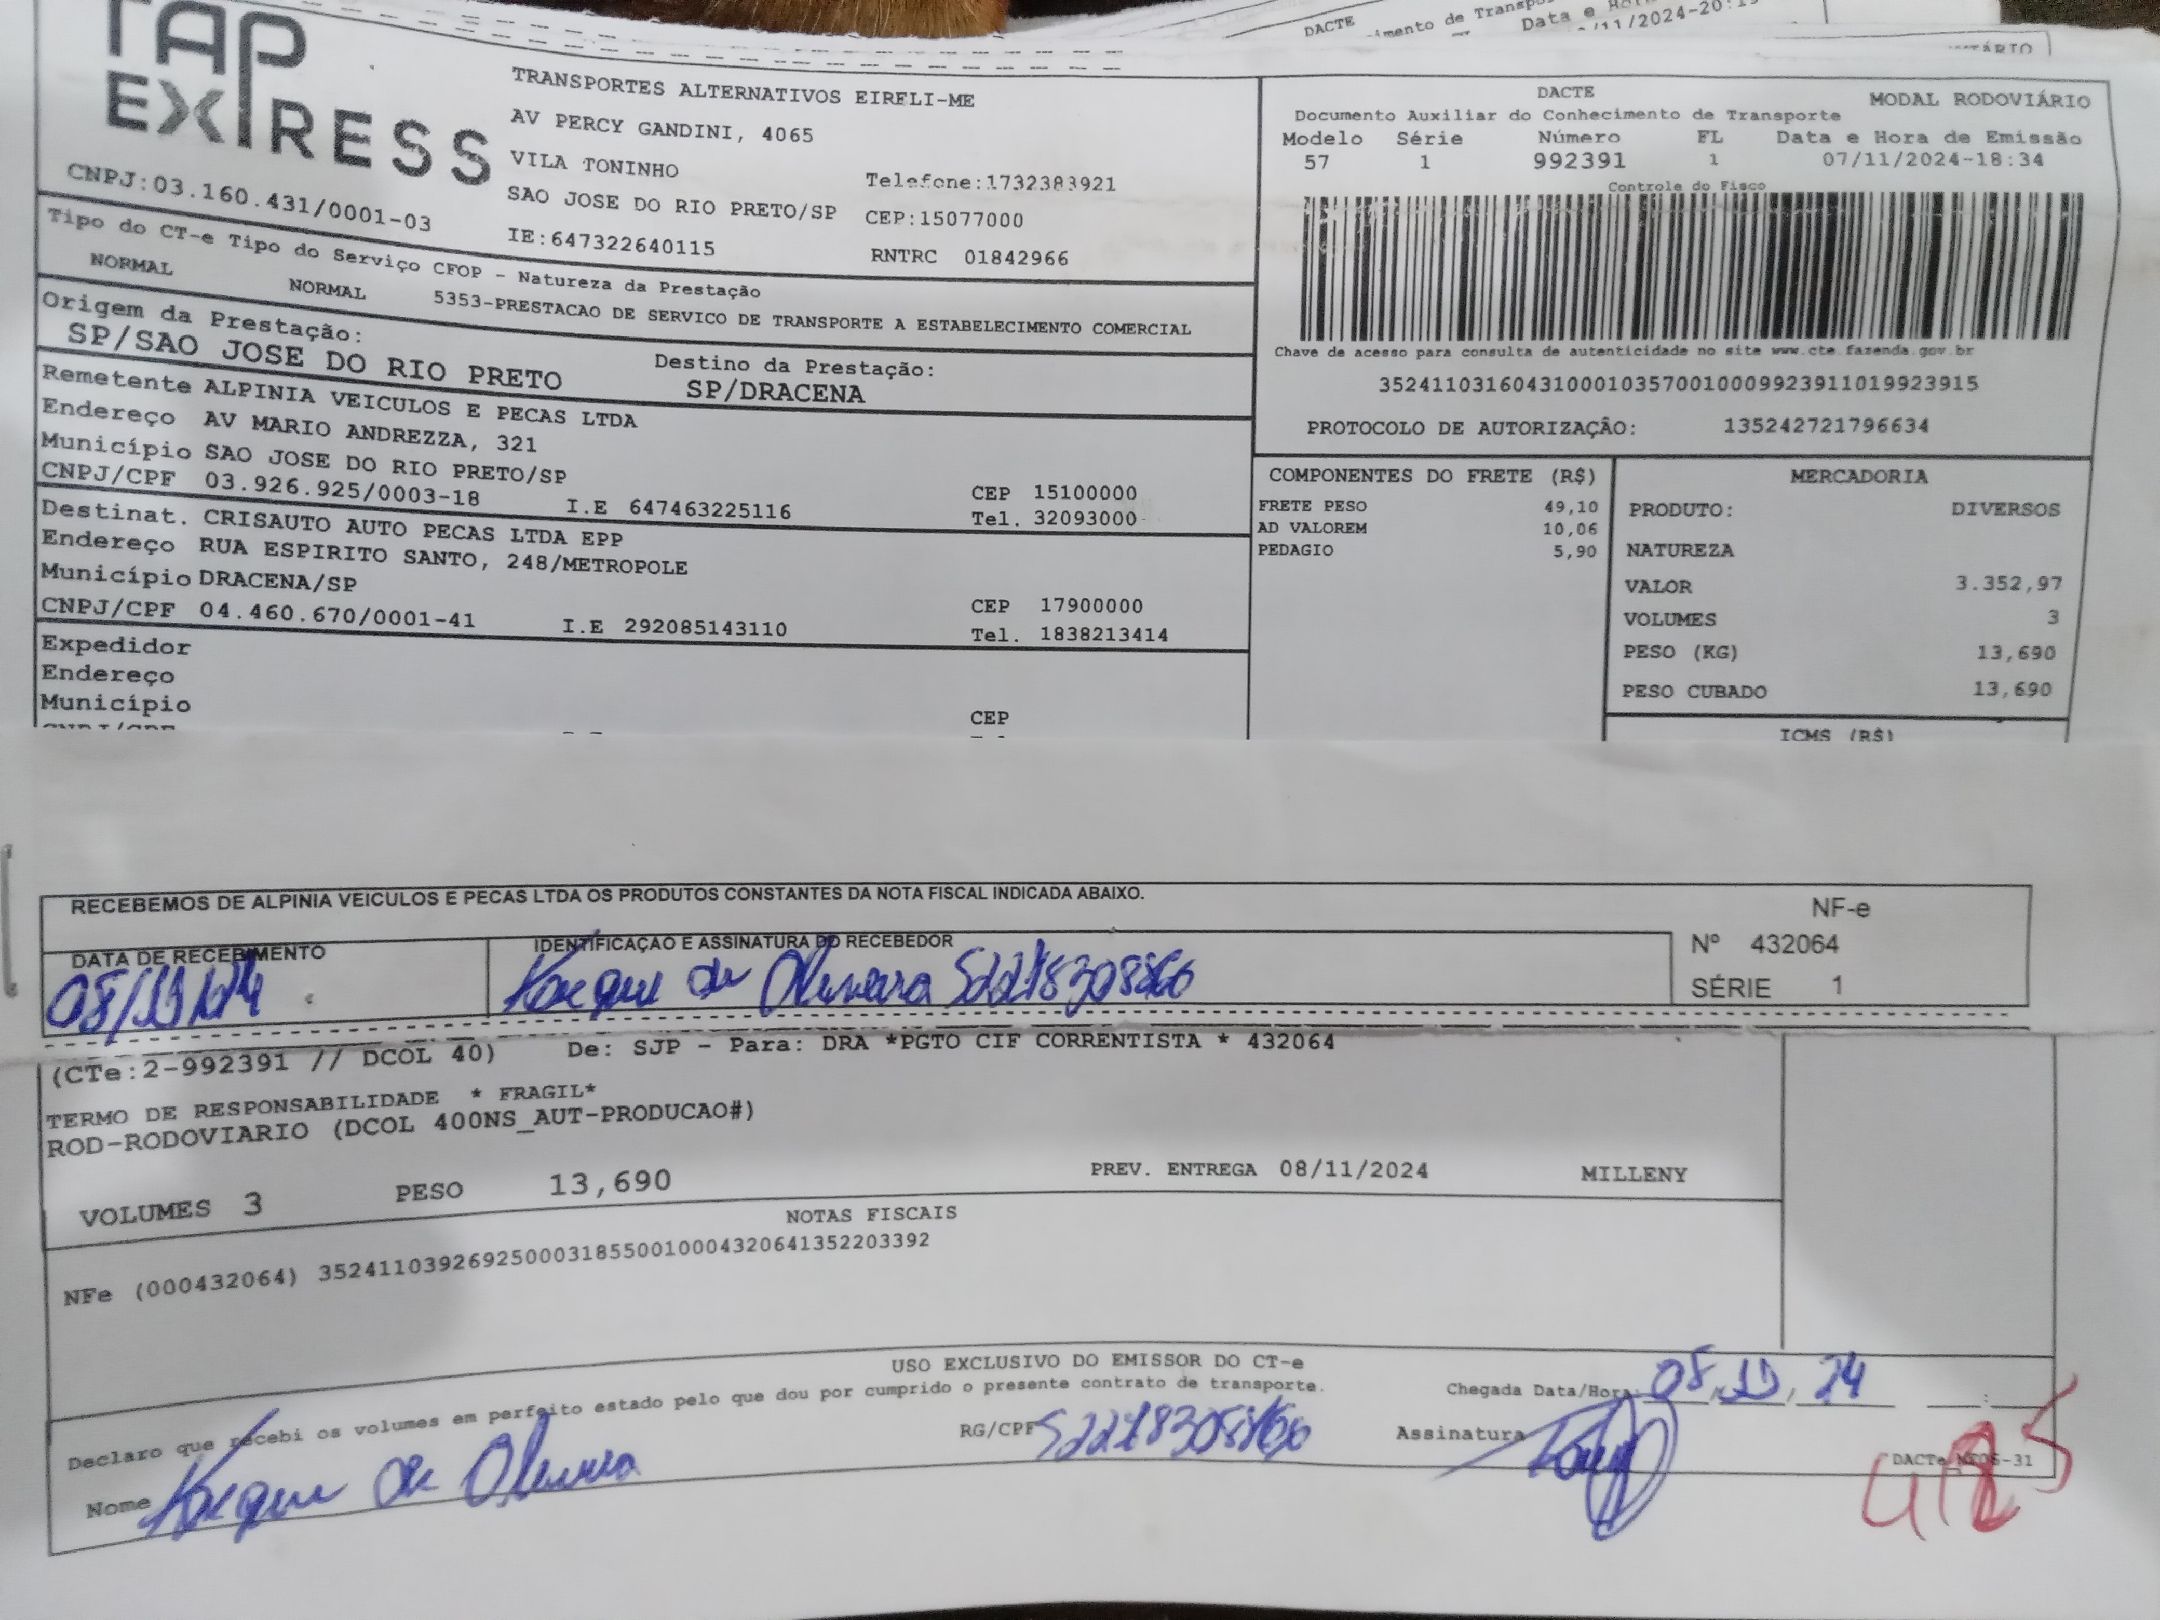 TAP
EXPRESS
CNPJ:03.160.431/0001-03
TRANSPORTES ALTERNATIVOS EIRELI-ME
AV PERCY GANDINI, 4065
VILA TONINHO
Telefone:1732383921
SAO JOSE DO RIO PRETO/SP CEP:15077000
IE:647322640115 RNTRC 01842966
DACTE
Data e
DACTE MODAL RODOVIÁRIO
Documento Auxiliar do Conhecimento de Transporte
Modelo Série Número FL Data e Hora de Emissão
57 1 992391 1 07/11/2024-18:34
Controle do Fisco
Chave de acesso para consulta de autenticidade no site www.cte.fazenda.gov.br
35241103160431000103570010009923911019923915
PROTOCOLO DE AUTORIZAÇÃO: 135242721796634
Tipo do CT-e Tipo do Serviço CFOP - Natureza da Prestação
NORMAL NORMAL 5353-PRESTACAO DE SERVICO DE TRANSPORTE A ESTABELECIMENTO COMERCIAL
Origem da Prestação: Destino da Prestação:
SP/SAO JOSE DO RIO PRETO SP/DRACENA
Remetente ALPINIA VEICULOS E PECAS LTDA
Endereço AV MARIO ANDREZZA, 321
Município SAO JOSE DO RIO PRETO/SP CEP 15100000
CNPJ/CPF 03.926.925/0003-18 I.E 647463225116 Tel. 32093000
Destinat. CRISAUTO AUTO PECAS LTDA EPP
Endereço RUA ESPIRITO SANTO, 248/METROPOLE
Município DRACENA/SP CEP 17900000
CNPJ/CPF 04.460.670/0001-41 I.E 292085143110 Tel. 1838213414
Expedidor
Endereço
Município CEP
COMPONENTES DO FRETE (R$)
FRETE PESO 49,10
AD VALOREM 10,06
PEDAGIO 5,90
MERCADORIA
PRODUTO: DIVERSOS
NATUREZA
VALOR 3.352,97
VOLUMES 3
PESO (KG) 13,690
PESO CUBADO 13,690
ICMS (R$)
RECEBEMOS DE ALPINIA VEICULOS E PECAS LTDA OS PRODUTOS CONSTANTES DA NOTA FISCAL INDICADA ABAIXO.
NF-e
Nº 432064
SÉRIE 1
DATA DE RECEBIMENTO IDENTIFICAÇÃO E ASSINATURA DO RECEBEDOR
08/11/24 de Oliveira
(CTe:2-992391 // DCOL 40) De: SJP - Para: DRA *PGTO CIF CORRENTISTA * 432064
TERMO DE RESPONSABILIDADE * FRAGIL*
ROD-RODOVIARIO (DCOL 400NS_AUT-PRODUCAO#)
VOLUMES 3 PESO 13,690 PREV. ENTREGA 08/11/2024 MILLENY
NOTAS FISCAIS
NFe (000432064) 35241103926925000318550010004320641352203392
USO EXCLUSIVO DO EMISSOR DO CT-e
Declaro que recebi os volumes em perfeito estado pelo que dou por cumprido o presente contrato de transporte.
Chegada Data/Hora: 08, 11, 24
Nome de Oliveira RG/CPF Assinatura